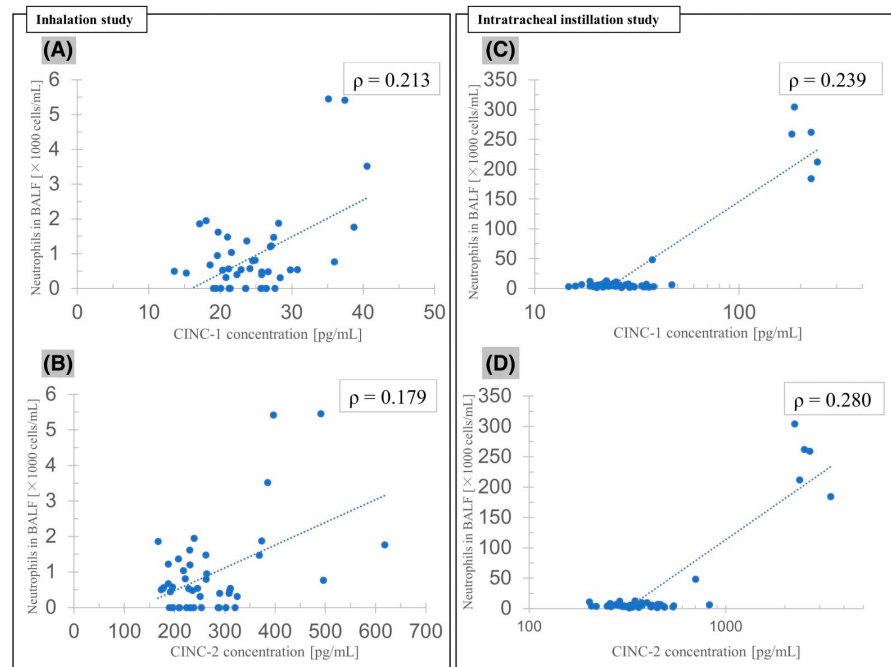 Inhalation study
Intratracheal instillation study
(A)
ρ = 0.213
Neutrophils in BALF [×1000 cells/mL]
6
5
4
3
2
1
0
0 10 20 30 40 50
CINC-1 concentration [pg/mL]
(B)
ρ = 0.179
Neutrophils in BALF [×1000 cells/mL]
6
5
4
3
2
1
0
0 100 200 300 400 500 600 700
CINC-2 concentration [pg/mL]
(C)
ρ = 0.239
Neutrophils in BALF [×1000 cells/mL]
350
300
250
200
150
100
50
0
10 100
CINC-1 concentration [pg/mL]
(D)
ρ = 0.280
Neutrophils in BALF [×1000 cells/mL]
350
300
250
200
150
100
50
0
100 1000
CINC-2 concentration [pg/mL]